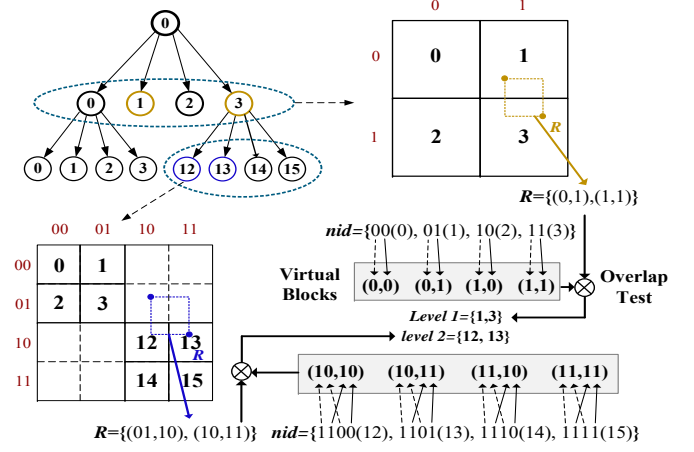 0
0 1 2 3
0 1 2 3 12 13 14 15
0 1
0 0 1
1 2 3
R
R={(0,1),(1,1)}
nid={00(0), 01(1), 10(2), 11(3)}
Virtual Blocks
(0,0) (0,1) (1,0) (1,1)
Overlap Test
Level 1={1,3}
level 2={12, 13}
00 01 10 11
00 0 1
01 2 3
10 12 13
R
11 14 15
(10,10) (10,11) (11,10) (11,11)
R={(01,10), (10,11)}
nid={1100(12), 1101(13), 1110(14), 1111(15)}